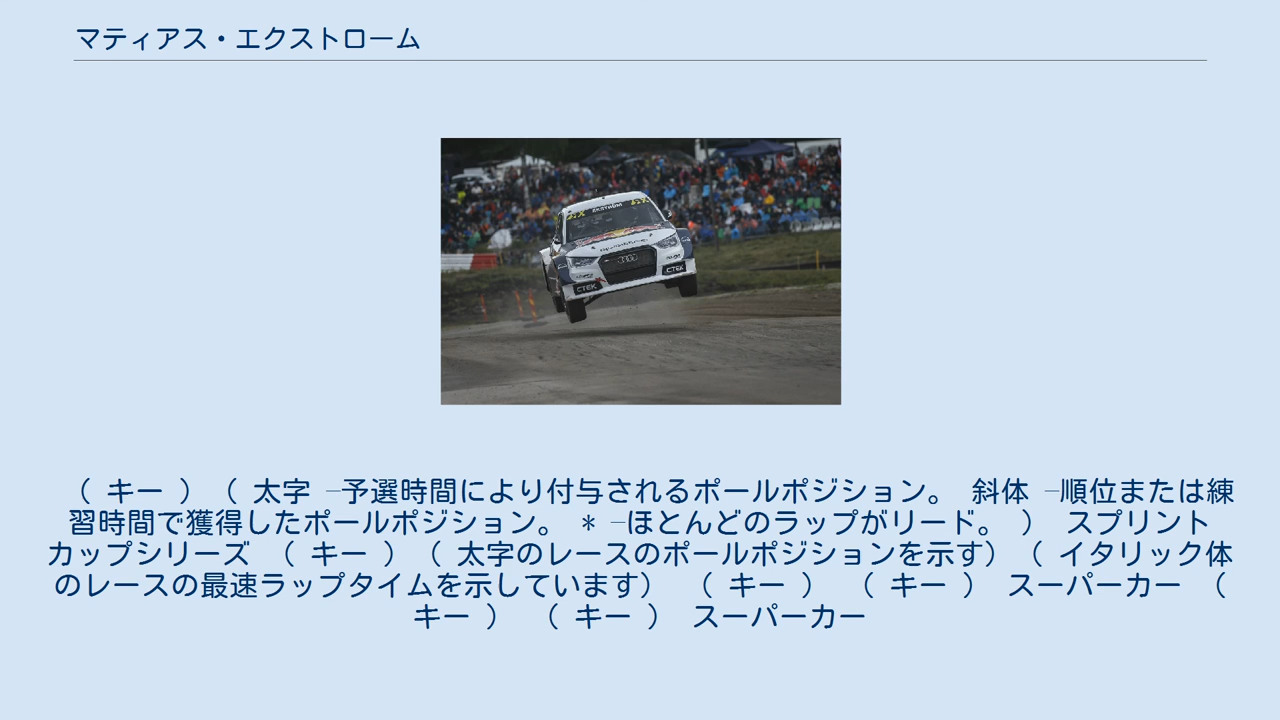 マティアス・エクストローム
EKSTRÖM
CTEK
CTEK
（ キー ） （ 太字 –予選時間により付与されるポールポジション。 斜体 –順位または練
習時間で獲得したポールポジション。 * –ほとんどのラップがリード。 ） スプリント
カップシリーズ （ キー ） （ 太字のレースのポールポジションを示す） （ イタリック体
のレースの最速ラップタイムを示しています） （ キー ） （ キー ） スーパーカー （
キー ） （ キー ） スーパーカー